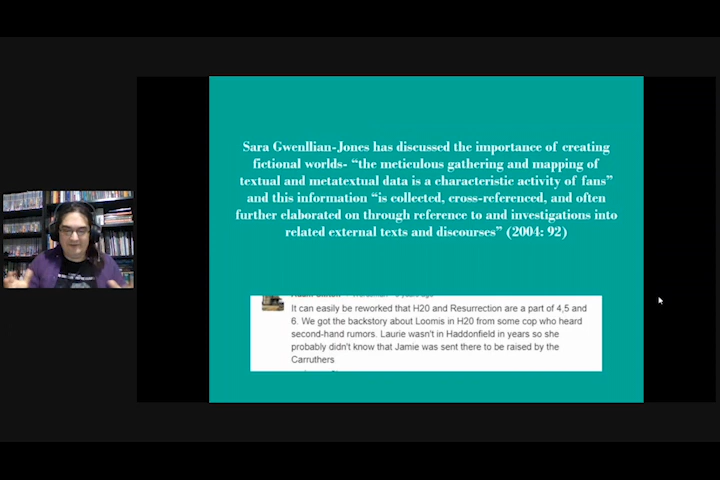 Sara Gwenllian-Jones has discussed the importance of creating
fictional worlds- “the meticulous gathering and mapping of
textual and metatextual data is a characteristic activity of fans”
and this information “is collected, cross-referenced, and often
further elaborated on through reference to and investigations into
related external texts and discourses” (2004: 92)
It can easily be reworked that H20 and Resurrection are a part of 4,5 and
6. We got the backstory about Loomis in H20 from some cop who heard
second-hand rumors. Laurie wasn't in Haddonfield in years so she
probably didn't know that Jamie was sent there to be raised by the
Carruthers